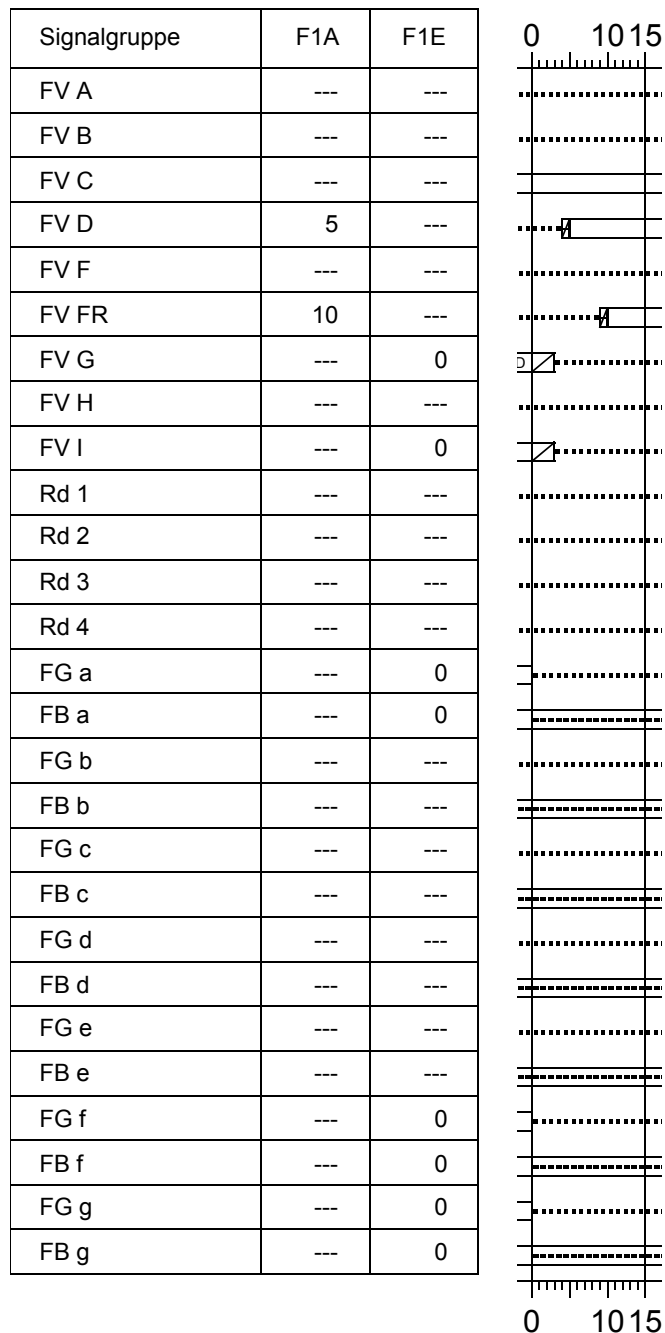 Signalgruppe F1A F1E 0 10 15
FV A --- ---
FV B --- ---
FV C --- ---
FV D 5 ---
FV F --- ---
FV FR 10 ---
FV G --- 0
FV H --- ---
FV I --- 0
Rd 1 --- ---
Rd 2 --- ---
Rd 3 --- ---
Rd 4 --- ---
FG a --- 0
FB a --- 0
FG b --- ---
FB b --- ---
FG c --- ---
FB c --- ---
FG d --- ---
FB d --- ---
FG e --- ---
FB e --- ---
FG f --- 0
FB f --- 0
FG g --- 0
FB g --- 0
0 10 15